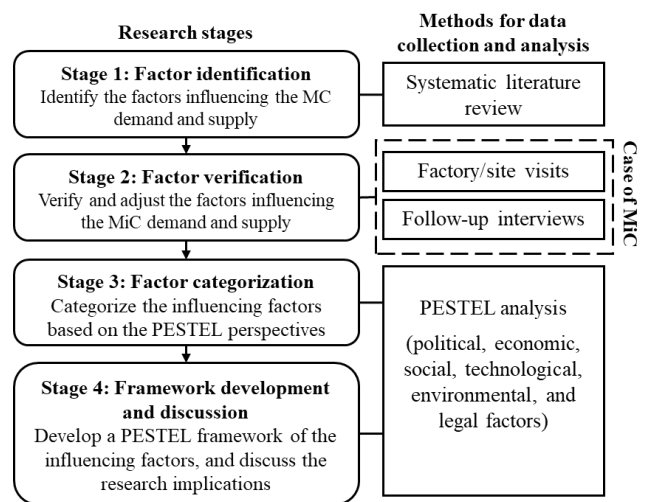 Research stages
Methods for data
collection and analysis
Stage 1: Factor identification
Identify the factors influencing the MC
demand and supply
Systematic literature
review
Stage 2: Factor verification
Verify and adjust the factors influencing
the MiC demand and supply
Factory/site visits
Follow-up interviews
Case of MiC
Stage 3: Factor categorization
Categorize the influencing factors
based on the PESTEL perspectives
PESTEL analysis
(political, economic,
social, technological,
environmental, and
legal factors)
Stage 4: Framework development
and discussion
Develop a PESTEL framework of the
influencing factors, and discuss the
research implications